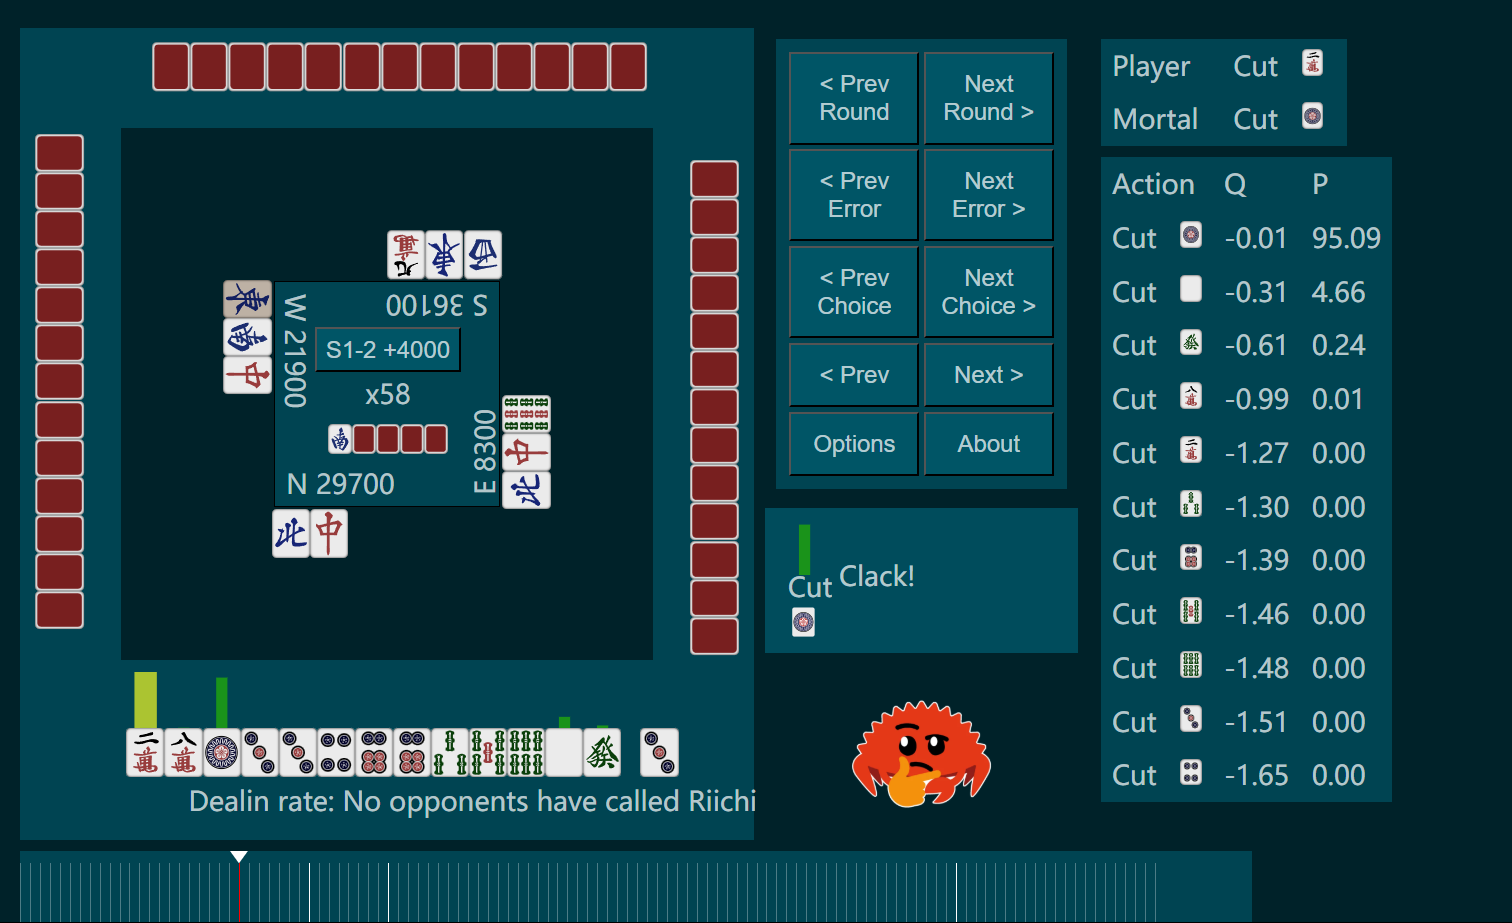 S 36100
W 21900
S1-2 +4000
x58
E 8300
N 29700
Dealin rate: No opponents have called Riichi
< Prev
Round
Next
Round >
< Prev
Error
Next
Error >
< Prev
Choice
Next
Choice >
< Prev
Next >
Options
About
Cut
Clack!
Player Cut
Mortal Cut
Action Q P
Cut -0.01 95.09
Cut -0.31 4.66
Cut -0.61 0.24
Cut -0.99 0.01
Cut -1.27 0.00
Cut -1.30 0.00
Cut -1.39 0.00
Cut -1.46 0.00
Cut -1.48 0.00
Cut -1.51 0.00
Cut -1.65 0.00